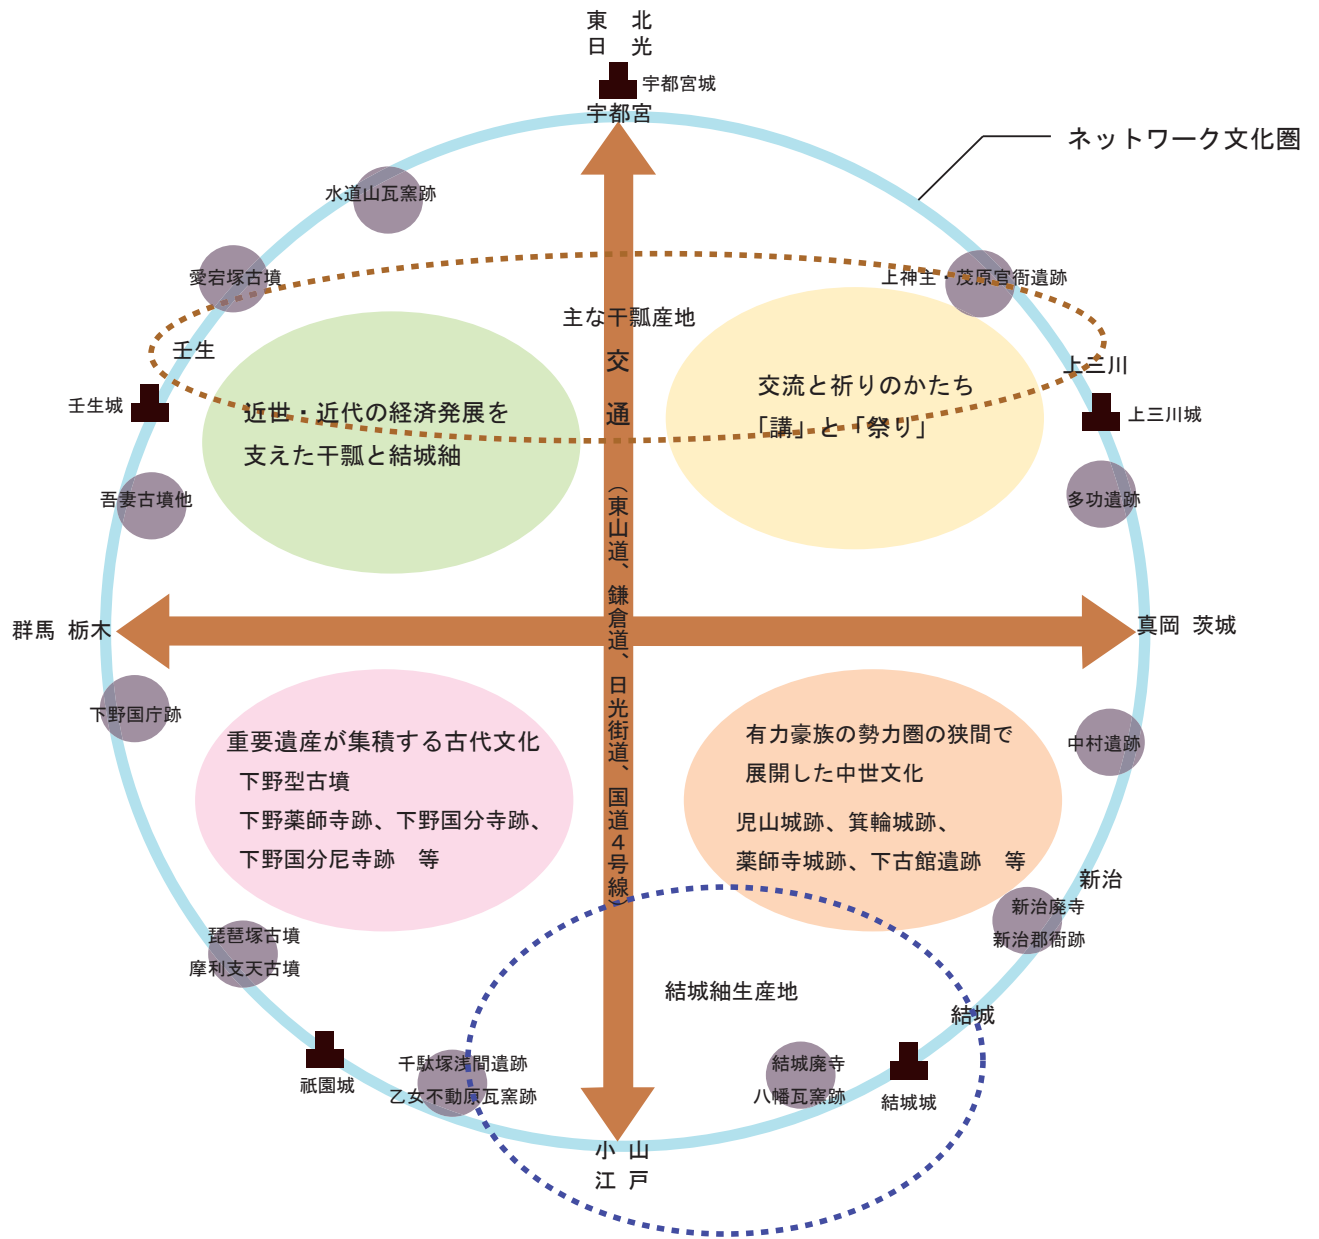 東　北
日　光
宇都宮城
宇都宮
ネットワーク文化圏
水道山瓦窯跡
愛宕塚古墳
上神主・茂原官衙遺跡
主な干瓢産地
壬生
上三川
壬生城
上三川城
近世・近代の経済発展を
支えた干瓢と結城紬
交流と祈りのかたち
「講」と「祭り」
交通（東山道、鎌倉道、日光街道、国道４号線）
吾妻古墳他
多功遺跡
群馬 栃木
真岡 茨城
下野国庁跡
中村遺跡
重要遺産が集積する古代文化
下野型古墳
下野薬師寺跡、下野国分寺跡、
下野国分尼寺跡　等
有力豪族の勢力圏の狭間で
展開した中世文化
児山城跡、箕輪城跡、
薬師寺城跡、下古館遺跡　等
新治
新治廃寺
新治郡衙跡
琵琶塚古墳
摩利支天古墳
結城紬生産地
結城
祇園城
千駄塚浅間遺跡
乙女不動原瓦窯跡
結城廃寺
八幡瓦窯跡
結城城
小　山
江　戸